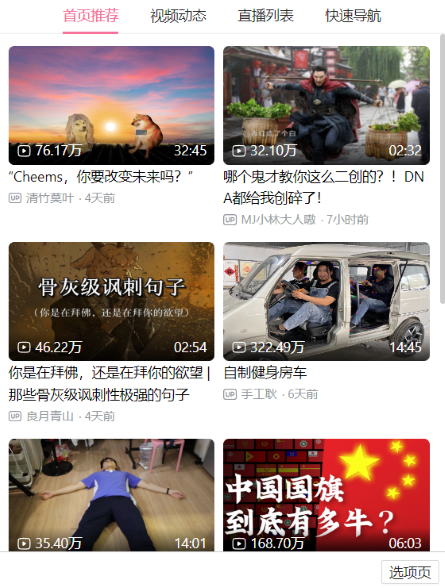 首页推荐 视频动态 直播列表 快速导航
76.17万 32:45
“Cheems，你要改变未来吗？”
UP 清竹莫叶 · 4天前
32.10万 02:32
哪个鬼才教你这么二创的？！DN
A都给我创碎了！
UP MJ小林大人嗷 · 7小时前
骨灰级讽刺句子
（你是在拜佛，还是在拜你的欲望）
46.22万 02:54
你是在拜佛，还是在拜你的欲望 |
那些骨灰级讽刺性极强的句子
UP 良月青山 · 4天前
322.49万 14:45
自制健身房车
UP 手工耿 · 6天前
35.40万 14:01
中国国旗
到底有多牛？
168.70万 06:03
选项页